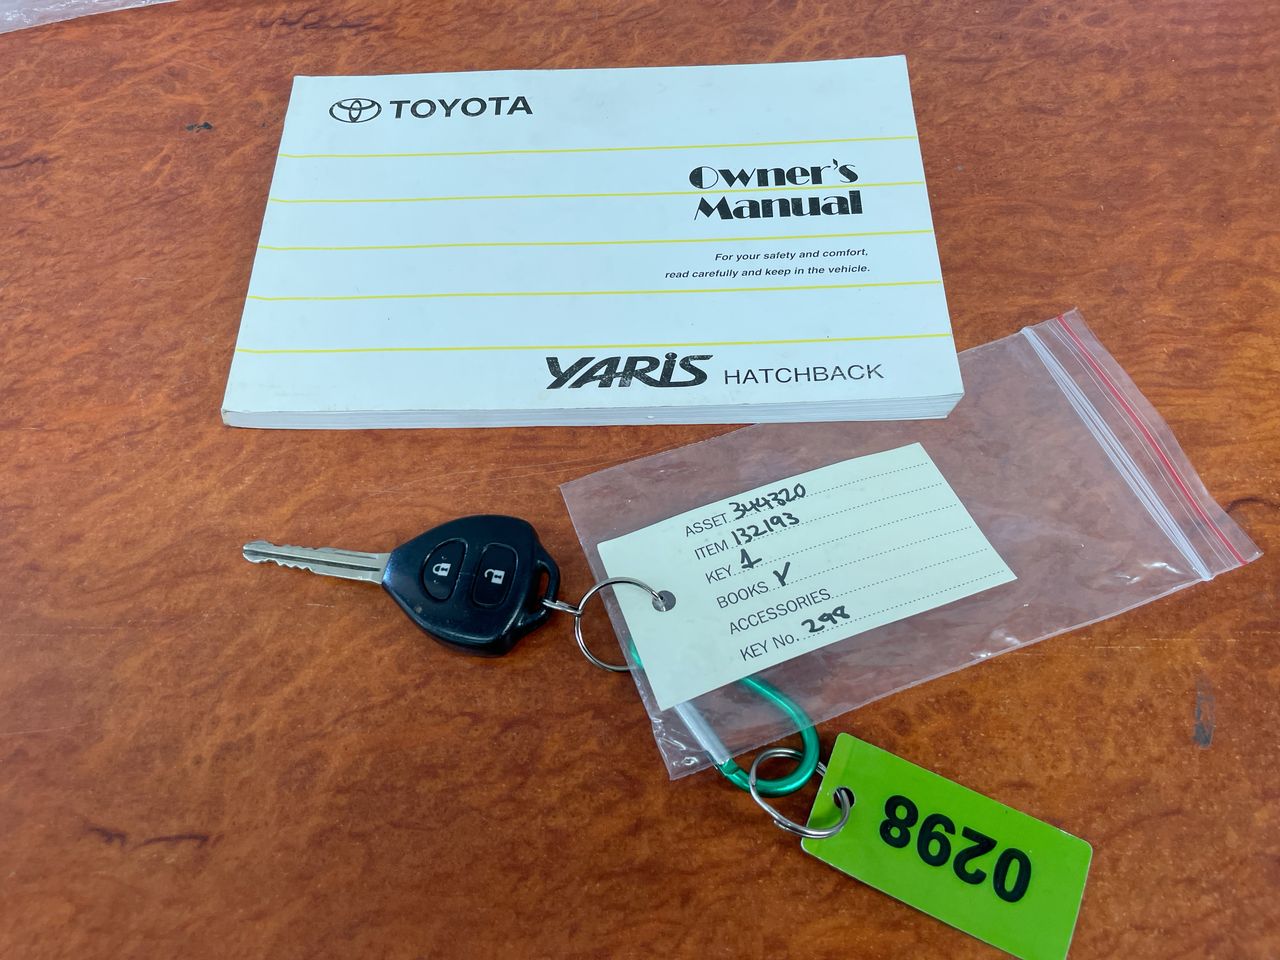 TOYOTA
Owner's
Manual
For your safety and comfort,
read carefully and keep in the vehicle.
YARiS HATCHBACK
ASSET 344320
ITEM 132193
KEY 1
BOOKS Y
ACCESSORIES
KEY No. 298
0298